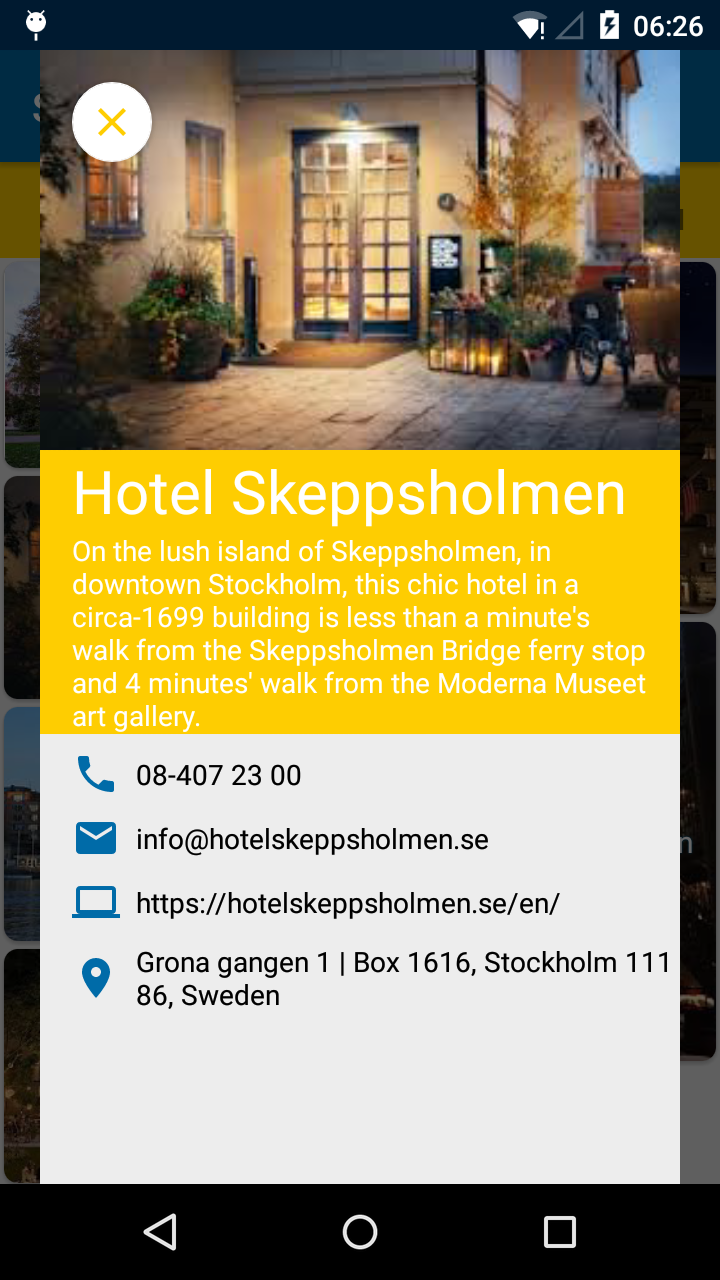 06:26
Hotel Skeppsholmen
On the lush island of Skeppsholmen, in
downtown Stockholm, this chic hotel in a
circa-1699 building is less than a minute's
walk from the Skeppsholmen Bridge ferry stop
and 4 minutes' walk from the Moderna Museet
art gallery.
08-407 23 00
info@hotelskeppsholmen.se
https://hotelskeppsholmen.se/en/
Grona gangen 1 | Box 1616, Stockholm 111
86, Sweden